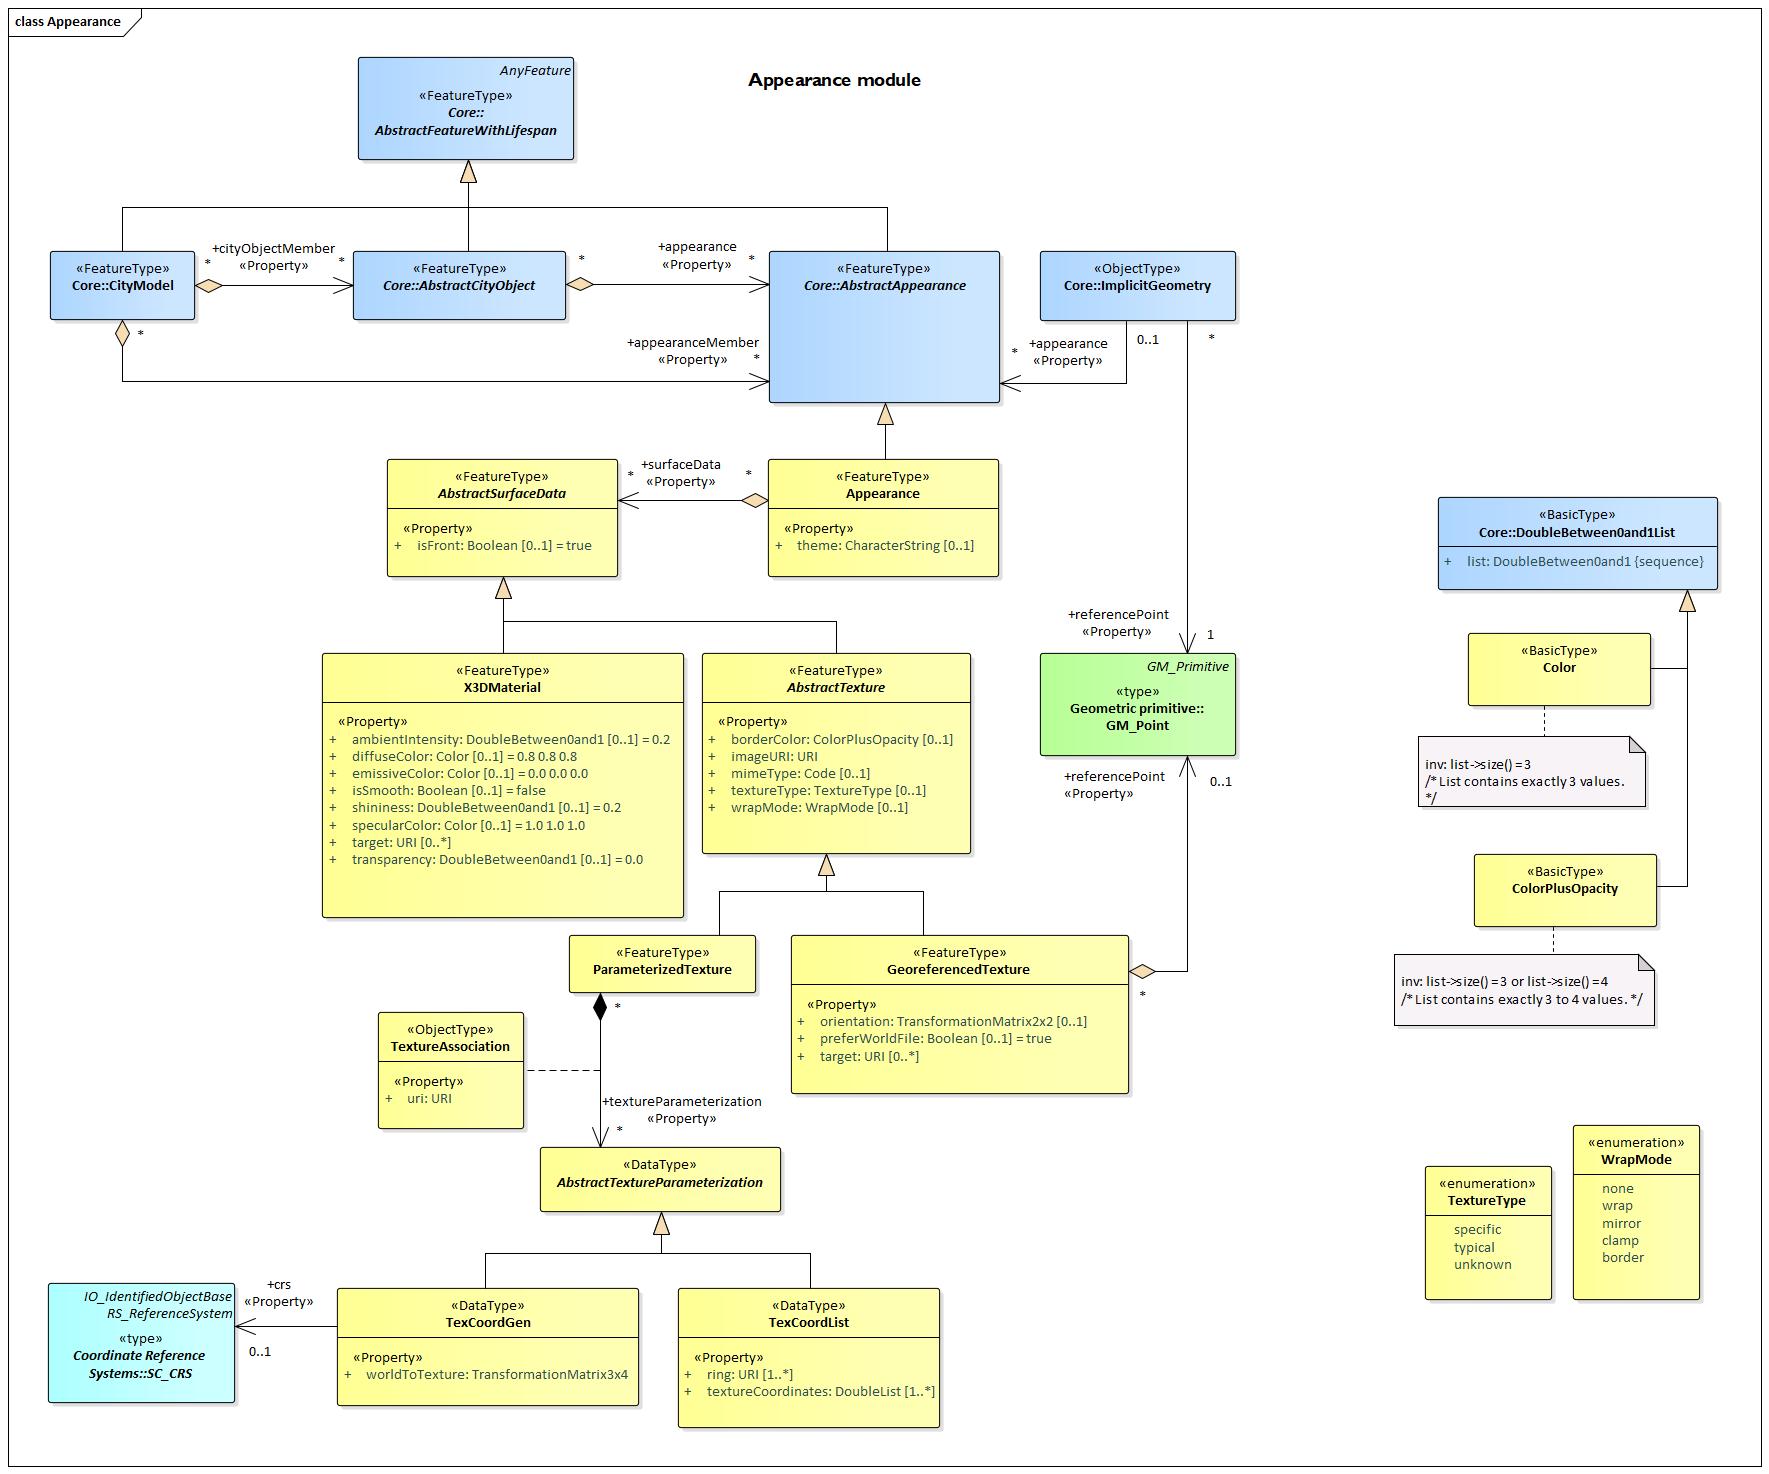 class Appearance
Appearance module
AnyFeature
«FeatureType»
Core::
AbstractFeatureWithLifespan
«FeatureType»
Core::CityModel
+cityObjectMember
«Property»
*
*
«FeatureType»
Core::AbstractCityObject
*
+appearance
«Property»
*
«FeatureType»
Core::AbstractAppearance
«ObjectType»
Core::ImplicitGeometry
*
+appearanceMember
«Property»
*
*
+appearance
«Property»
0..1
*
«FeatureType»
AbstractSurfaceData
«Property»
+ isFront: Boolean [0..1] = true
*
+surfaceData
«Property»
*
«FeatureType»
Appearance
«Property»
+ theme: CharacterString [0..1]
«BasicType»
Core::DoubleBetween0and1List
+ list: DoubleBetween0and1 {sequence}
+referencePoint
«Property»
1
«BasicType»
Color
inv: list->size() = 3
/* List contains exactly 3 values.
*/
«FeatureType»
X3DMaterial
«Property»
+ ambientIntensity: DoubleBetween0and1 [0..1] = 0.2
+ diffuseColor: Color [0..1] = 0.8 0.8 0.8
+ emissiveColor: Color [0..1] = 0.0 0.0 0.0
+ isSmooth: Boolean [0..1] = false
+ shininess: DoubleBetween0and1 [0..1] = 0.2
+ specularColor: Color [0..1] = 1.0 1.0 1.0
+ target: URI [0..*]
+ transparency: DoubleBetween0and1 [0..1] = 0.0
«FeatureType»
AbstractTexture
«Property»
+ borderColor: ColorPlusOpacity [0..1]
+ imageURI: URI
+ mimeType: Code [0..1]
+ textureType: TextureType [0..1]
+ wrapMode: WrapMode [0..1]
GM_Primitive
«type»
Geometric primitive::
GM_Point
+referencePoint
«Property»
0..1
«BasicType»
ColorPlusOpacity
inv: list->size() = 3 or list->size() = 4
/* List contains exactly 3 to 4 values. */
«FeatureType»
ParameterizedTexture
*
«FeatureType»
GeoreferencedTexture
«Property»
+ orientation: TransformationMatrix2x2 [0..1]
+ preferWorldFile: Boolean [0..1] = true
+ target: URI [0..*]
*
«ObjectType»
TextureAssociation
«Property»
+ uri: URI
+textureParameterization
«Property»
*
«DataType»
AbstractTextureParameterization
«enumeration»
TextureType
specific
typical
unknown
«enumeration»
WrapMode
none
wrap
mirror
clamp
border
IO_IdentifiedObjectBase
RS_ReferenceSystem
«type»
Coordinate Reference
Systems::SC_CRS
+crs
«Property»
0..1
«DataType»
TexCoordGen
«Property»
+ worldToTexture: TransformationMatrix3x4
«DataType»
TexCoordList
«Property»
+ ring: URI [1..*]
+ textureCoordinates: DoubleList [1..*]